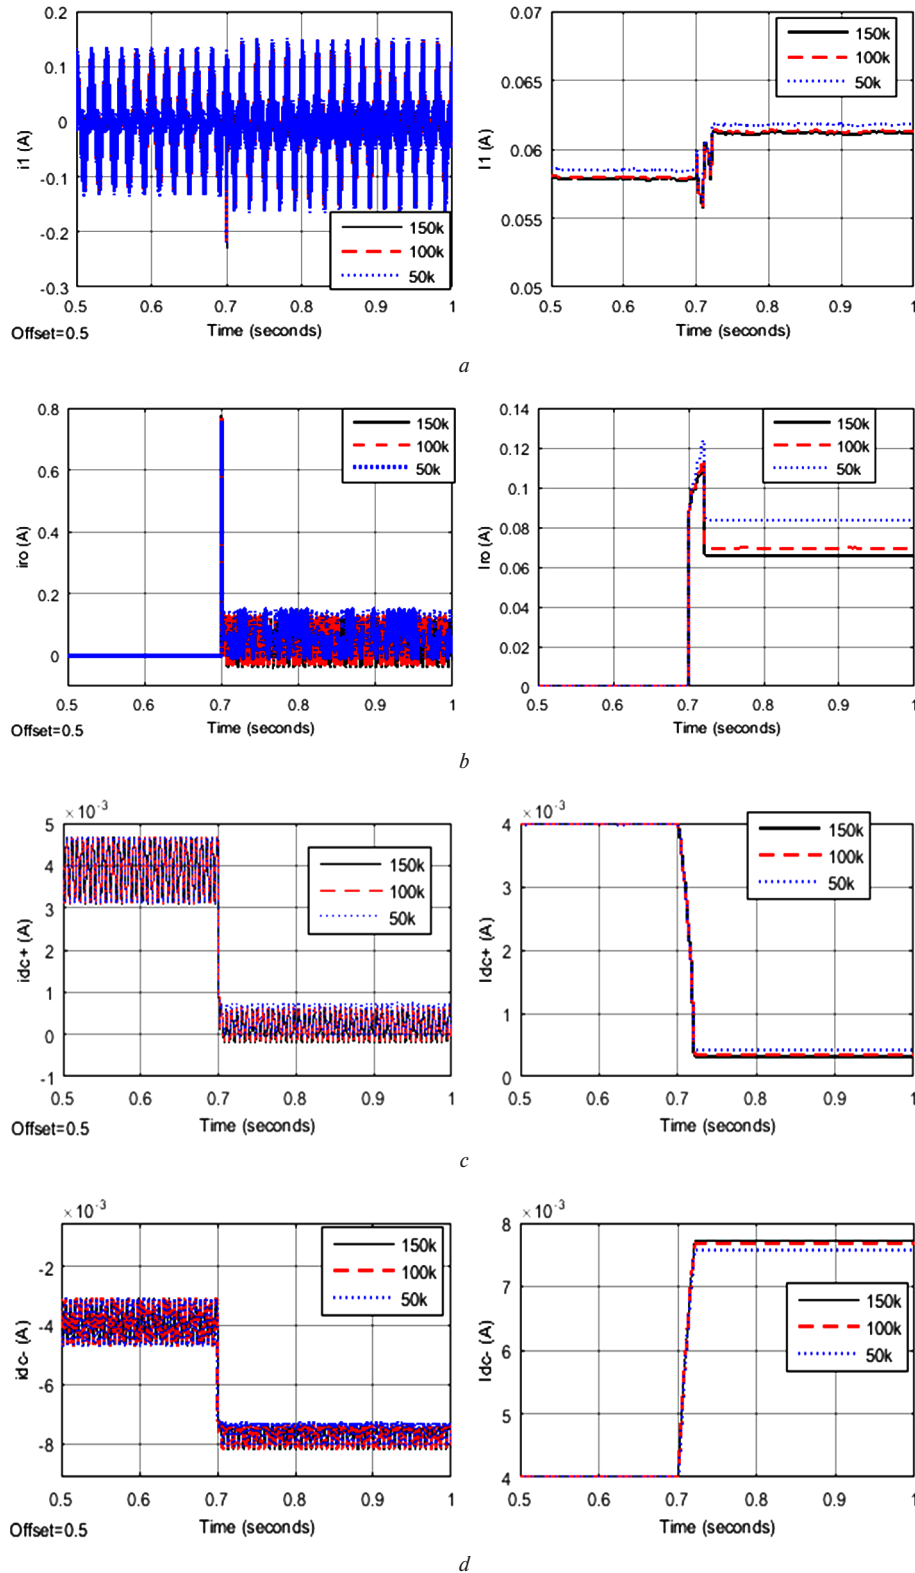 0.2
0.1
0
-0.1
-0.2
-0.3
i1 (A)
150k
100k
50k
0.5 0.6 0.7 0.8 0.9 1
Time (seconds)
Offset=0.5
0.07
0.065
0.06
0.055
0.05
I1 (A)
150k
100k
50k
0.5 0.6 0.7 0.8 0.9 1
Time (seconds)
a
0.8
0.6
0.4
0.2
0
iro (A)
150k
100k
50k
0.5 0.6 0.7 0.8 0.9 1
Time (seconds)
Offset=0.5
0.14
0.12
0.1
0.08
0.06
0.04
0.02
0
Iro (A)
150k
100k
50k
0.5 0.6 0.7 0.8 0.9 1
Time (seconds)
b
×10⁻³
5
4
3
2
1
0
-1
idc+ (A)
150k
100k
50k
0.5 0.6 0.7 0.8 0.9 1
Time (seconds)
Offset=0.5
×10⁻³
4
3
2
1
0
Idc+ (A)
150k
100k
50k
0.5 0.6 0.7 0.8 0.9 1
Time (seconds)
c
×10⁻³
-2
-4
-6
-8
idc- (A)
150k
100k
50k
0.5 0.6 0.7 0.8 0.9 1
Time (seconds)
Offset=0.5
×10⁻³
8
7
6
5
4
Idc- (A)
150k
100k
50k
0.5 0.6 0.7 0.8 0.9 1
Time (seconds)
d